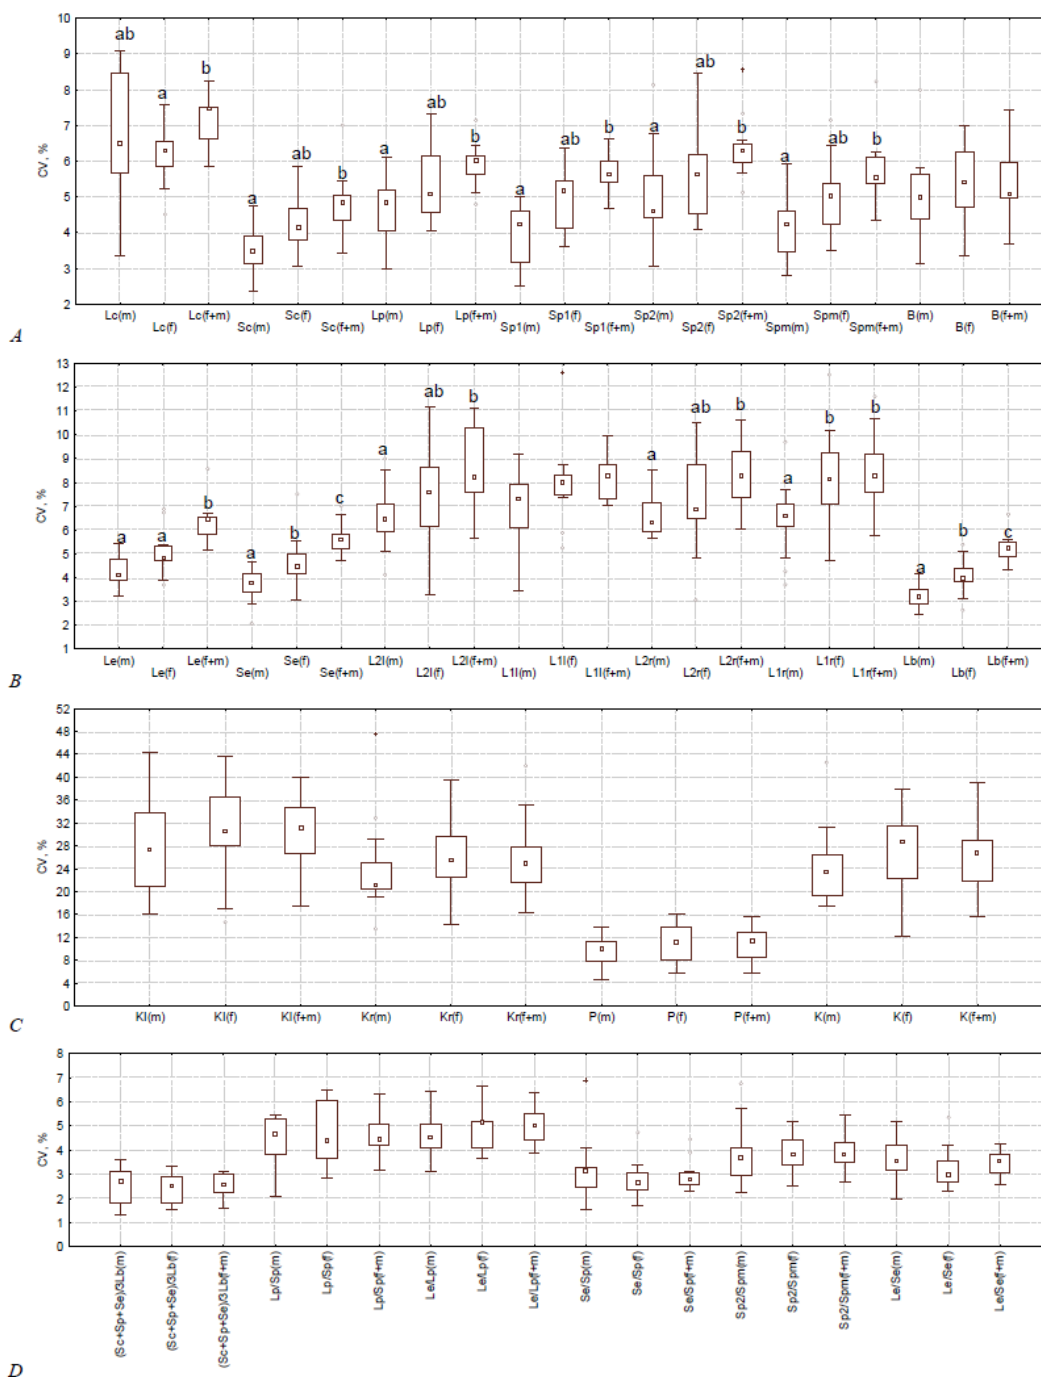 10
9
8
7
6
5
4
3
2
CV, %
ab
a
b
a
ab
b
a
ab
b
a
ab
b
a
ab
b
a
ab
b
Lc(m)
Lc(f)
Lc(f+m)
Sc(m)
Sc(f)
Sc(f+m)
Lp(m)
Lp(f)
Lp(f+m)
Sp1(m)
Sp1(f)
Sp1(f+m)
Sp2(m)
Sp2(f)
Sp2(f+m)
Spm(m)
Spm(f)
Spm(f+m)
B(m)
B(f)
B(f+m)
A
13
12
11
10
9
8
7
6
5
4
3
2
1
CV, %
a
a
b
a
b
c
a
ab
b
a
ab
b
a
b
b
a
b
c
Le(m)
Le(f)
Le(f+m)
Se(m)
Se(f)
Se(f+m)
L2l(m)
L2l(f)
L2l(f+m)
L1l(m)
L1l(f)
L1l(f+m)
L2r(m)
L2r(f)
L2r(f+m)
L1r(m)
L1r(f)
L1r(f+m)
Lb(m)
Lb(f)
Lb(f+m)
B
52
48
44
40
36
32
28
24
20
16
12
8
4
0
CV, %
Kl(m)
Kl(f)
Kl(f+m)
Kr(m)
Kr(f)
Kr(f+m)
P(m)
P(f)
P(f+m)
K(m)
K(f)
K(f+m)
C
8
7
6
5
4
3
2
1
0
CV, %
(Sc+Sp+Se)/3Lb(m)
(Sc+Sp+Se)/3Lb(f)
(Sc+Sp+Se)/3Lb(f+m)
Lp/Sp(m)
Lp/Sp(f)
Lp/Sp(f+m)
Le/Lp(m)
Le/Lp(f)
Le/Lp(f+m)
Se/Sp(m)
Se/Sp(f)
Se/Sp(f+m)
Sp2/Spm(m)
Sp2/Spm(f)
Sp2/Spm(f+m)
Le/Se(m)
Le/Se(f)
Le/Se(f+m)
D